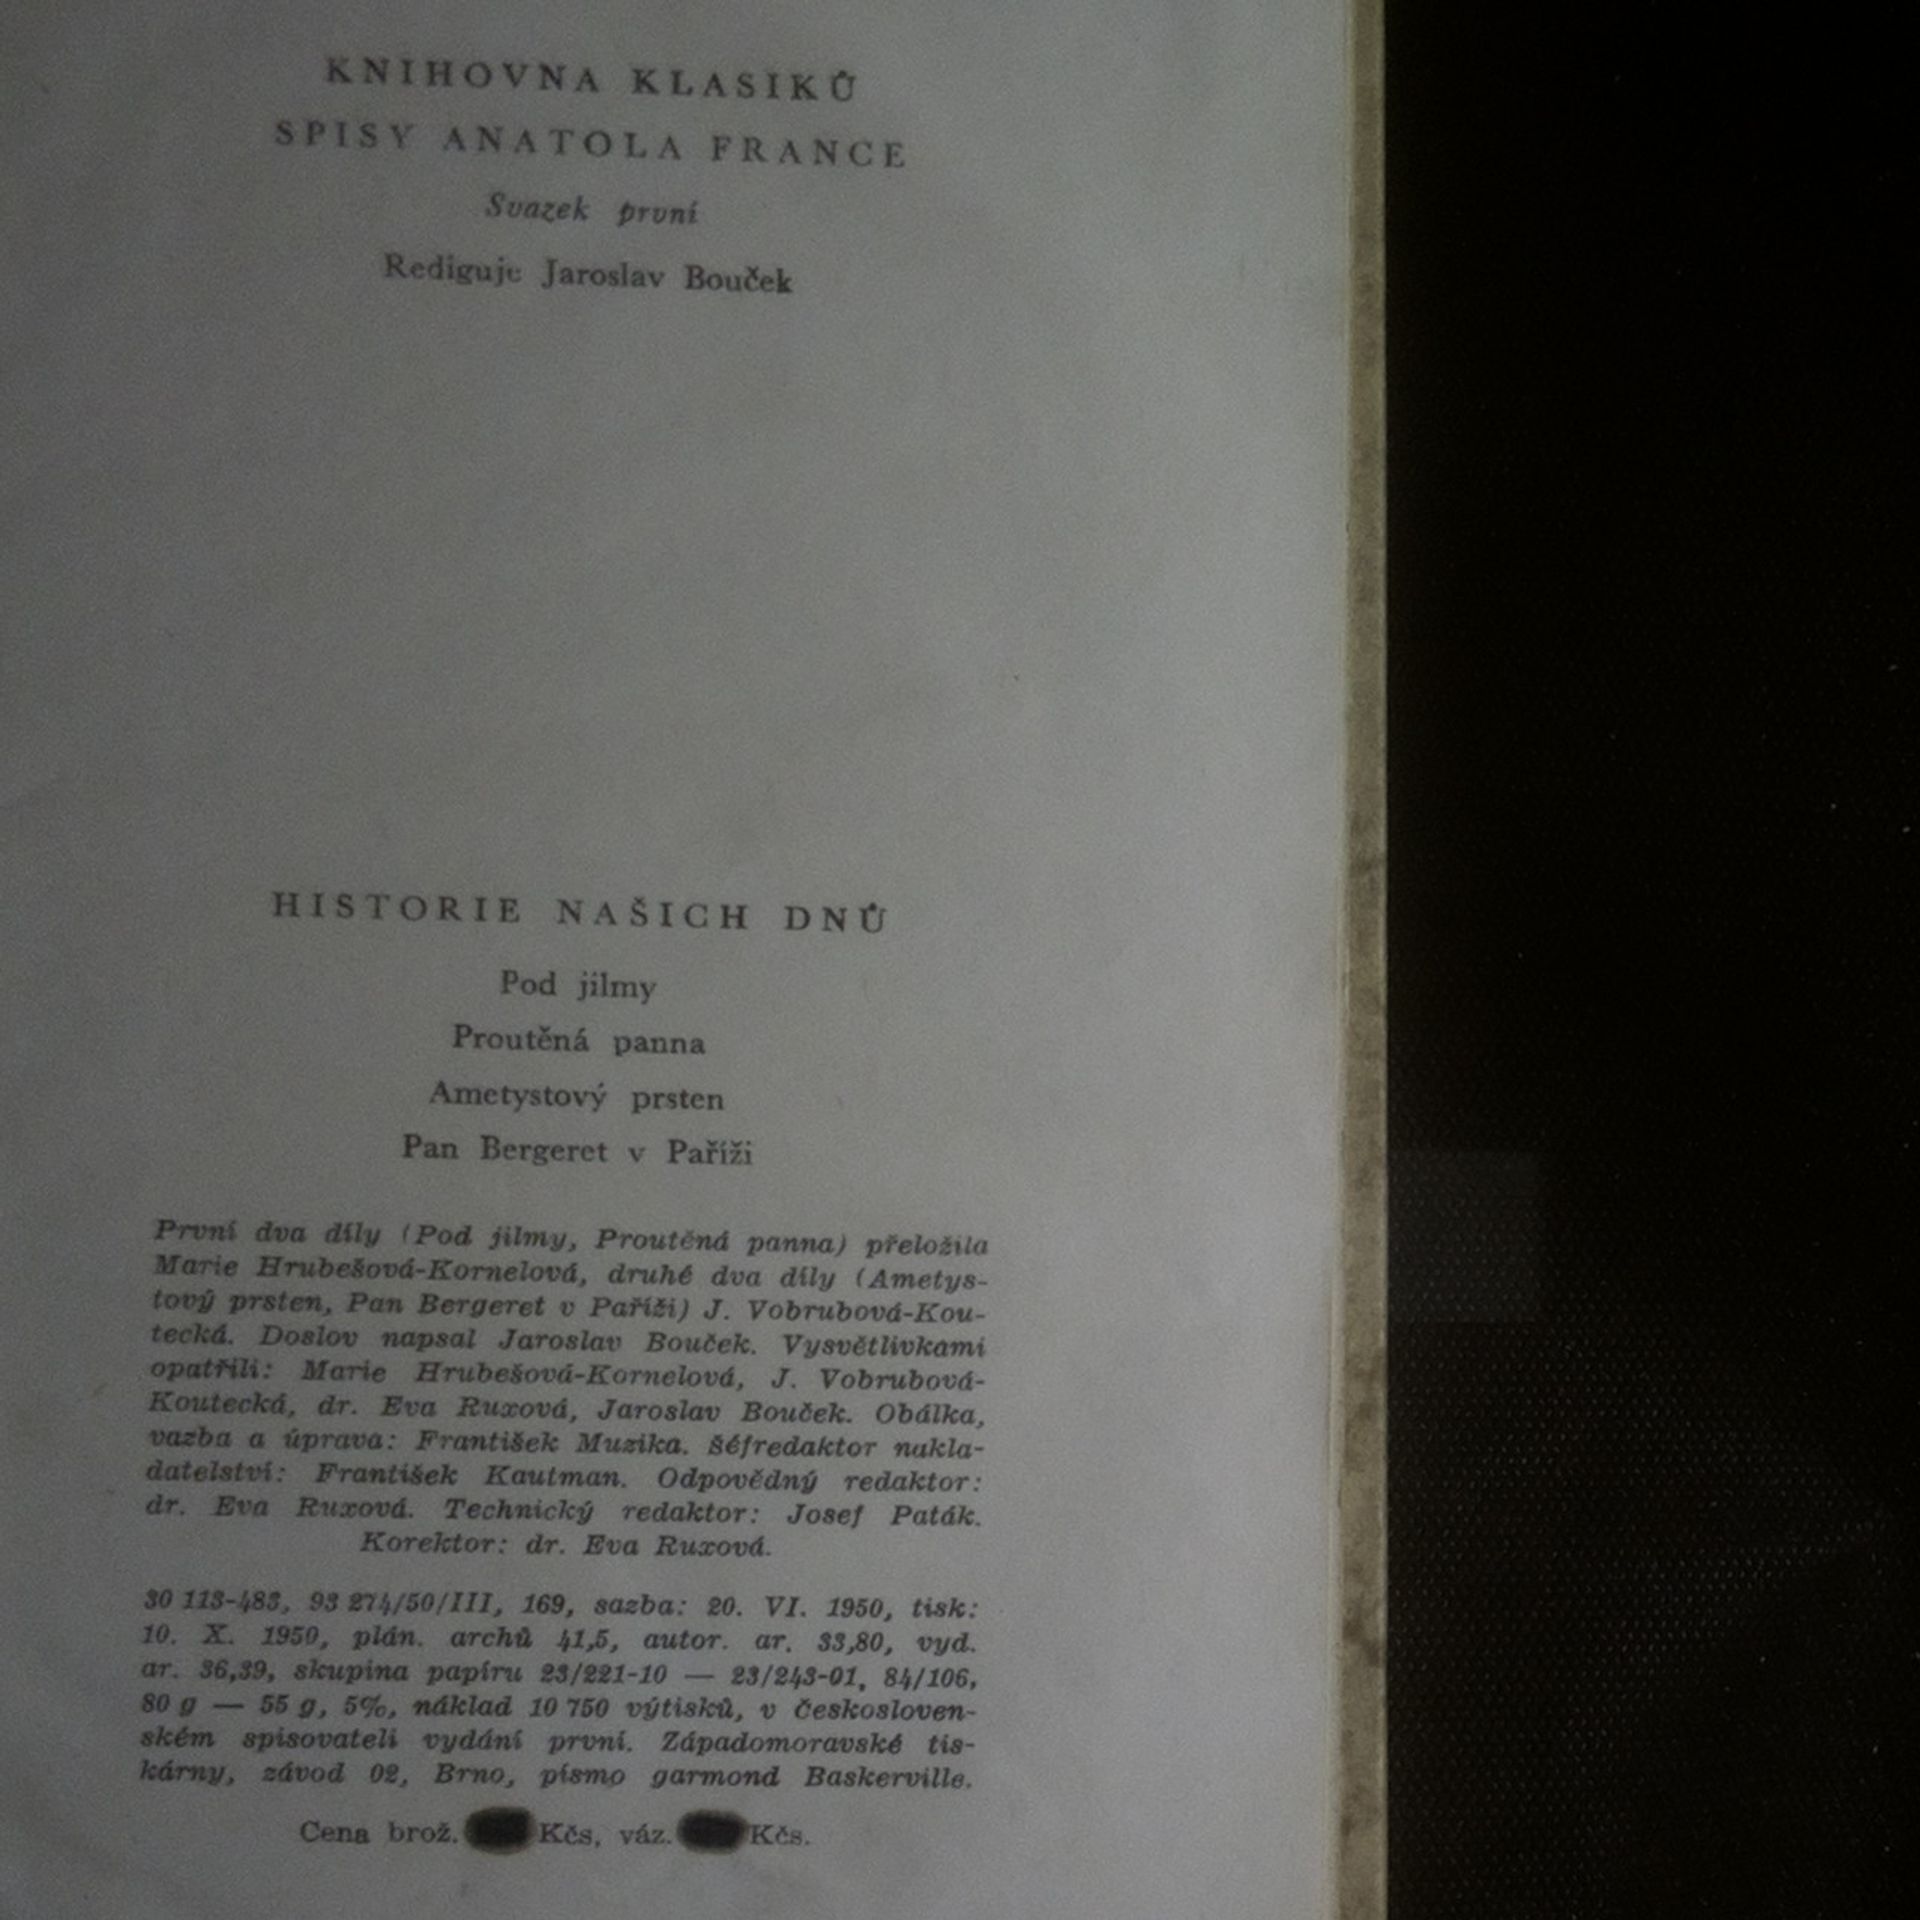 KNIHOVNA KLASIKŮ
SPISY ANATOLA FRANCE
Svazek první
Rediguje Jaroslav Bouček
HISTORIE NAŠICH DNŮ
Pod jilmy
Proutěná panna
Ametystový prsten
Pan Bergeret v Paříži
První dva díly (Pod jilmy, Proutěná panna) přeložila
Marie Hrubešová-Kornelová, druhé dva díly (Ametys-
tový prsten, Pan Bergeret v Paříži) J. Vobrubová-Kou-
tecká. Doslov napsal Jaroslav Bouček. Vysvětlivkami
opatřili: Marie Hrubešová-Kornelová, J. Vobrubová-
Koutecká, dr. Eva Ruxová, Jaroslav Bouček. Obálka,
vazba a úprava: František Muzika. Šéfredaktor nakla-
datelství: František Kautman. Odpovědný redaktor:
dr. Eva Ruxová. Technický redaktor: Josef Paták.
Korektor: dr. Eva Ruxová.
30 113-483, 93 274/50/III, 169, sazba: 20. VI. 1950, tisk:
10. X. 1950, plán. archů 41,5, autor. ar. 33,80, vyd.
ar. 36,39, skupina papíru 23/221-10 — 23/243-01, 84/106,
80 g — 55 g, 5%, náklad 10 750 výtisků, v Českosloven-
ském spisovateli vydání první. Západomoravské tis-
kárny, závod 02, Brno, písmo garmond Baskerville.
Cena brož. Kčs, váz. Kčs.